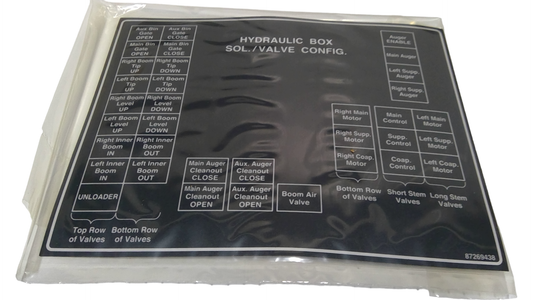 HYDRAULIC BOX
SOL./VALVE CONFIG.
Aux Bin
Gate
OPEN
Aux Bin
Gate
CLOSE
Main Bin
Gate
OPEN
Main Bin
Gate
CLOSE
Right Boom
Tip
UP
Right Boom
Tip
DOWN
Left Boom
Tip
UP
Left Boom
Tip
DOWN
Right Boom
Level
UP
Right Boom
Level
DOWN
Left Boom
Level
UP
Left Boom
Level
DOWN
Right Inner
Boom
IN
Right Inner
Boom
OUT
Left Inner
Boom
IN
Left Inner
Boom
OUT
UNLOADER
Top Row
of Valves
Bottom Row
of Valves
Main Auger
Cleanout
CLOSE
Aux. Auger
Cleanout
CLOSE
Main Auger
Cleanout
OPEN
Aux. Auger
Cleanout
OPEN
Boom Air
Valve
Auger
ENABLE
Main Auger
Left Supp.
Auger
Right Supp.
Auger
Right Main
Motor
Main
Control
Left Main
Motor
Right Supp.
Motor
Supp.
Control
Left Supp.
Motor
Right Coap.
Motor
Coap.
Control
Left Coap.
Motor
Bottom Row
of Valves
Short Stem
Valves
Long Stem
Valves
87269438